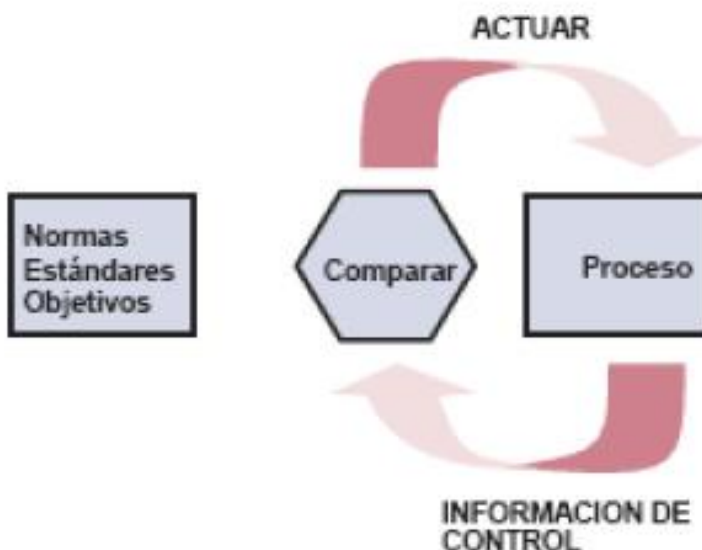 ACTUAR
Normas
Estándares
Objetivos
Comparar
Proceso
INFORMACION DE
CONTROL